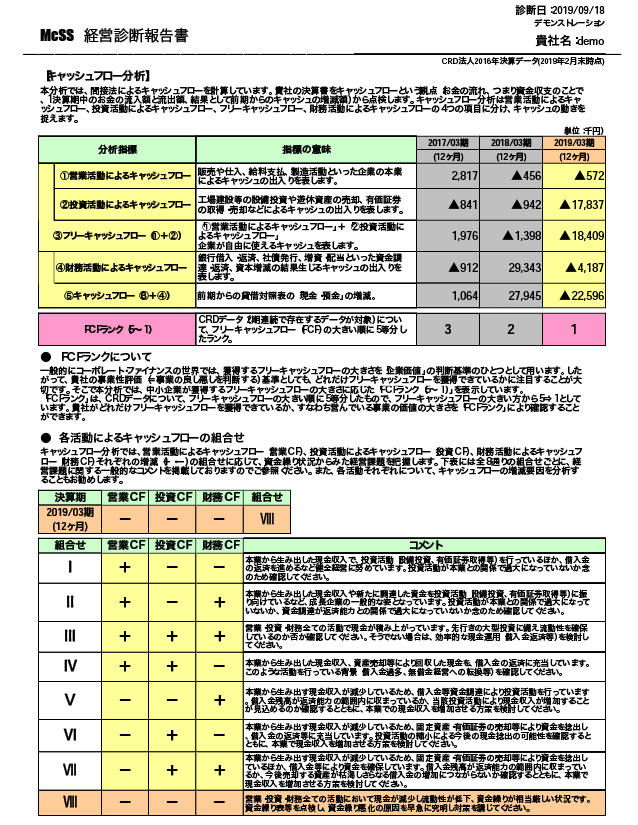 診断日：2019/09/18
デモンストレーション
McSS 経営診断報告書
貴社名：demo
CRD法人2016年決算データ(2019年2月末時点)
【キャッシュフロー分析】
本分析では、間接法によるキャッシュフローを計算しています。貴社の決算書をキャッシュフローという観点（お金の流れ、つまり資金収支のことで
、1決算期中のお金の流入額と流出額、結果として前期からのキャッシュの増減額）から点検します。キャッシュフロー分析は営業活動によるキャ
ッシュフロー、投資活動によるキャッシュフロー、フリーキャッシュフロー、財務活動によるキャッシュフローの4つの項目に分け、キャッシュの動きを
捉えます。
（単位：千円）
分析指標 指標の意味 2017/03期 2018/03期 2019/03期
(12ヶ月) (12ヶ月) (12ヶ月)
①営業活動によるキャッシュフロー 販売や仕入、給料支払、製造活動といった企業の本業
によるキャッシュの出入りを表します。 2,817 ▲456 ▲572
②投資活動によるキャッシュフロー 工場建設等の設備投資や遊休資産の売却、有価証券
の取得・売却などによるキャッシュの出入りを表します。 ▲841 ▲942 ▲17,837
③フリーキャッシュフロー（①＋②） 「①営業活動によるキャッシュフロー」＋「②投資活動に
よるキャッシュフロー」
企業が自由に使えるキャッシュを表します。 1,976 ▲1,398 ▲18,409
④財務活動によるキャッシュフロー 銀行借入・返済、社債発行、増資・配当といった資金調
達・返済、資本増減の結果生じるキャッシュの出入りを
表します。 ▲912 29,343 ▲4,187
⑤キャッシュフロー（③＋④） 前期からの貸借対照表の「現金・預金」の増減。 1,064 27,945 ▲22,596
FCFランク（5～1） CRDデータ（2期連続で存在するデータが対象）につい
て、フリーキャッシュフロー（FCF）の大きい順に5等分し
たランク。 3 2 1
● FCFランクについて
一般的にコーポレート・ファイナンスの世界では、獲得するフリーキャッシュフローの大きさを「企業価値」の判断基準のひとつとして用います。した
がって、貴社の事業性評価（＝事業の良し悪しを判断する）基準としても、どれだけフリーキャッシュフローを獲得できているかに注目することが大
切です。そこで本分析では、中小企業が獲得するフリーキャッシュフローの大きさに応じた「FCFランク（5～1）」を表示しています。
「FCFランク」は、CRDデータについて、フリーキャッシュフローの大きい順に5等分したもので、フリーキャッシュフローの大きい方から5→1としてい
ます。貴社がどれだけフリーキャッシュフローを獲得できているか、すなわち営んでいる事業の価値の大きさを「FCFランク」により確認することが
できます。
● 各活動によるキャッシュフローの組合せ
キャッシュフロー分析では、営業活動によるキャッシュフロー（営業CF）、投資活動によるキャッシュフロー（投資CF）、財務活動によるキャッシュフ
ロー（財務CF）それぞれの増減（＋－）の組合せに応じて、資金繰り状況からみた経営課題を把握します。下表には全8通りの組合せごとに、経
営課題に関する一般的なコメントを掲載しておりますのでご参照ください。また、各活動それぞれについて、キャッシュフローの増減要因を分析す
ることもお勧めします。
決算期 営業CF 投資CF 財務CF 組合せ
2019/03期
(12ヶ月) － － － Ⅷ
組合せ 営業CF 投資CF 財務CF コメント
Ⅰ ＋ － － 本業から生み出した現金収入で、投資活動（設備投資、有価証券取得等）を行っているほか、借入金
の返済を進めるなど健全経営に努めています。投資活動が本業との関係で過大になっていないか念
のため確認してください。
Ⅱ ＋ － ＋ 本業から生み出した現金収入や新たに調達した資金を投資活動（設備投資、有価証券取得等）に振
り向けているなど、成長企業の一般的な姿となっています。投資活動が本業との関係で過大になって
いないか、資金調達が返済能力との関係で過大になっていないか念のため確認してください。
Ⅲ ＋ ＋ ＋ 営業・投資・財務全ての活動で現金が積み上がっています。先行きの大型投資に備え流動性を確保
しているのか否か確認してください。そうでない場合は、効率的な現金運用（借入金返済等）を検討し
てください。
Ⅳ ＋ ＋ － 本業から生み出した現金収入、資産売却等により回収した現金を、借入金の返済に充当しています。
このような活動を行っている背景（借入金過多、無借金経営への転換等）を確認してください。
Ⅴ － － ＋ 本業から生み出す現金収入が減少しているため、借入金等資金調達により投資活動を行っています
。借入金残高が返済能力の範囲内に収まっているか、当該投資活動により現金収入が増加すること
が見込めるのか確認するとともに、本業での現金収入を増加させる方策を検討してください。
Ⅵ － ＋ － 本業から生み出す現金収入が減少しているため、固定資産・有価証券の売却等により資金を捻出し
、借入金の返済等に充当しています。投資活動の縮小による今後の現金捻出の可能性を確認すると
ともに、本業で現金収入を増加させる方策を検討してください。
Ⅶ － ＋ ＋ 本業から生み出す現金収入が減少しているため、固定資産・有価証券の売却等により資金を捻出し
ているほか、借入金等により資金を確保しています。借入金残高が返済能力の範囲内に収まってい
るか、今後売却する資産が枯渇しさらなる借入金の増加につながらないか確認するとともに、本業で
現金収入を増加させる方策を検討してください。
Ⅷ － － － 営業・投資・財務全ての活動において現金が減少し流動性が低下、資金繰りが相当厳しい状況です。
資金繰り表等を点検し、資金繰り悪化の原因を早急に究明し対策を講じてください。